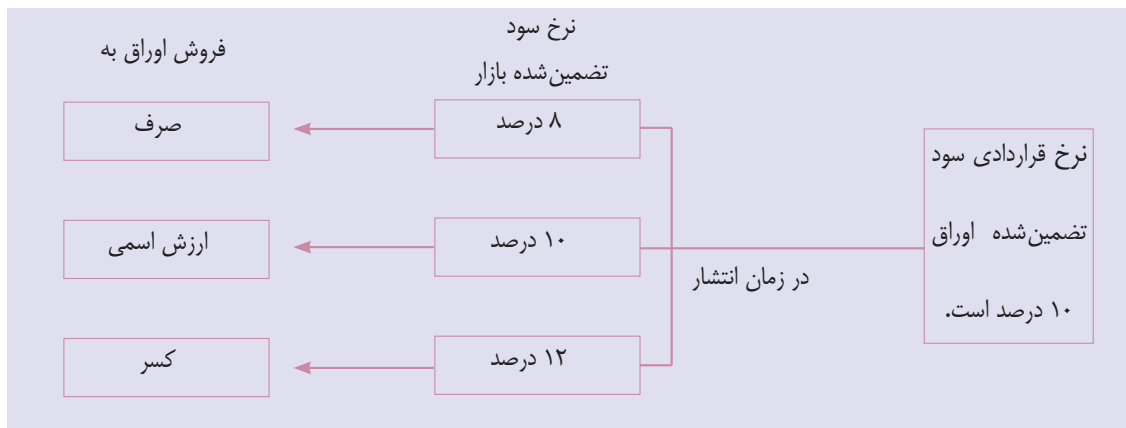 نرخ قراردادی سود
تضمین‌شده اوراق
۱۰ درصد است.
در زمان انتشار
نرخ سود
تضمین‌شده بازار
۸ درصد
۱۰ درصد
۱۲ درصد
فروش اوراق به
صرف
ارزش اسمی
کسر